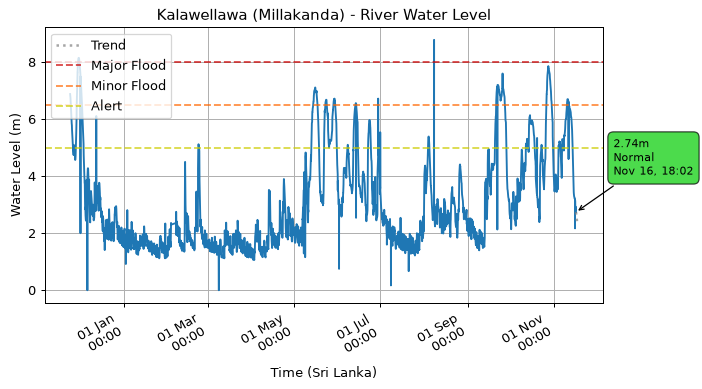 Kalawellawa (Millakanda) - River Water Level
Trend
Major Flood
Minor Flood
Alert
Water Level (m)
8
6
4
2
0
2.74m
Normal
Nov 16, 18:02
01 Jan
00:00
01 Mar
00:00
01 May
00:00
01 Jul
00:00
01 Sep
00:00
01 Nov
00:00
Time (Sri Lanka)